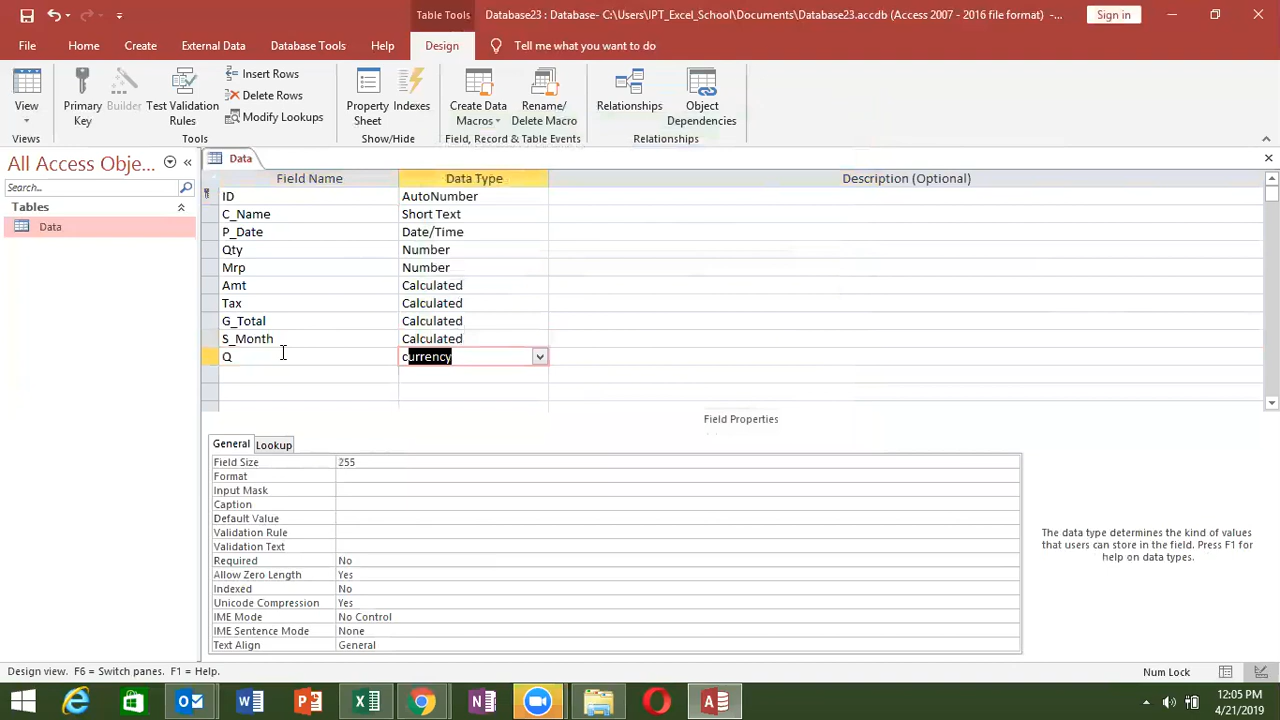 Table Tools
Database23 : Database- C:\Users\IPT_Excel_School\Documents\Database23.accdb (Access 2007 - 2016 file format) -...
Sign in
File Home Create External Data Database Tools Help Design Tell me what you want to do
View
Primary Key
Builder
Test Validation Rules
Insert Rows
Delete Rows
Modify Lookups
Property Sheet
Indexes
Create Data Macros
Rename/ Delete Macro
Relationships
Object Dependencies
Views Tools Show/Hide Field, Record & Table Events Relationships
All Access Obje...
Search...
Tables
Data
Data
Field Name Data Type Description (Optional)
ID AutoNumber
C_Name Short Text
P_Date Date/Time
Qty Number
Mrp Number
Amt Calculated
Tax Calculated
G_Total Calculated
S_Month Calculated
Q currency
Field Properties
General Lookup
Field Size 255
Format
Input Mask
Caption
Default Value
Validation Rule
Validation Text
Required No
Allow Zero Length Yes
Indexed No
Unicode Compression Yes
IME Mode No Control
IME Sentence Mode None
Text Align General
The data type determines the kind of values
that users can store in the field. Press F1 for
help on data types.
Design view. F6 = Switch panes. F1 = Help.
Num Lock
12:05 PM
4/21/2019